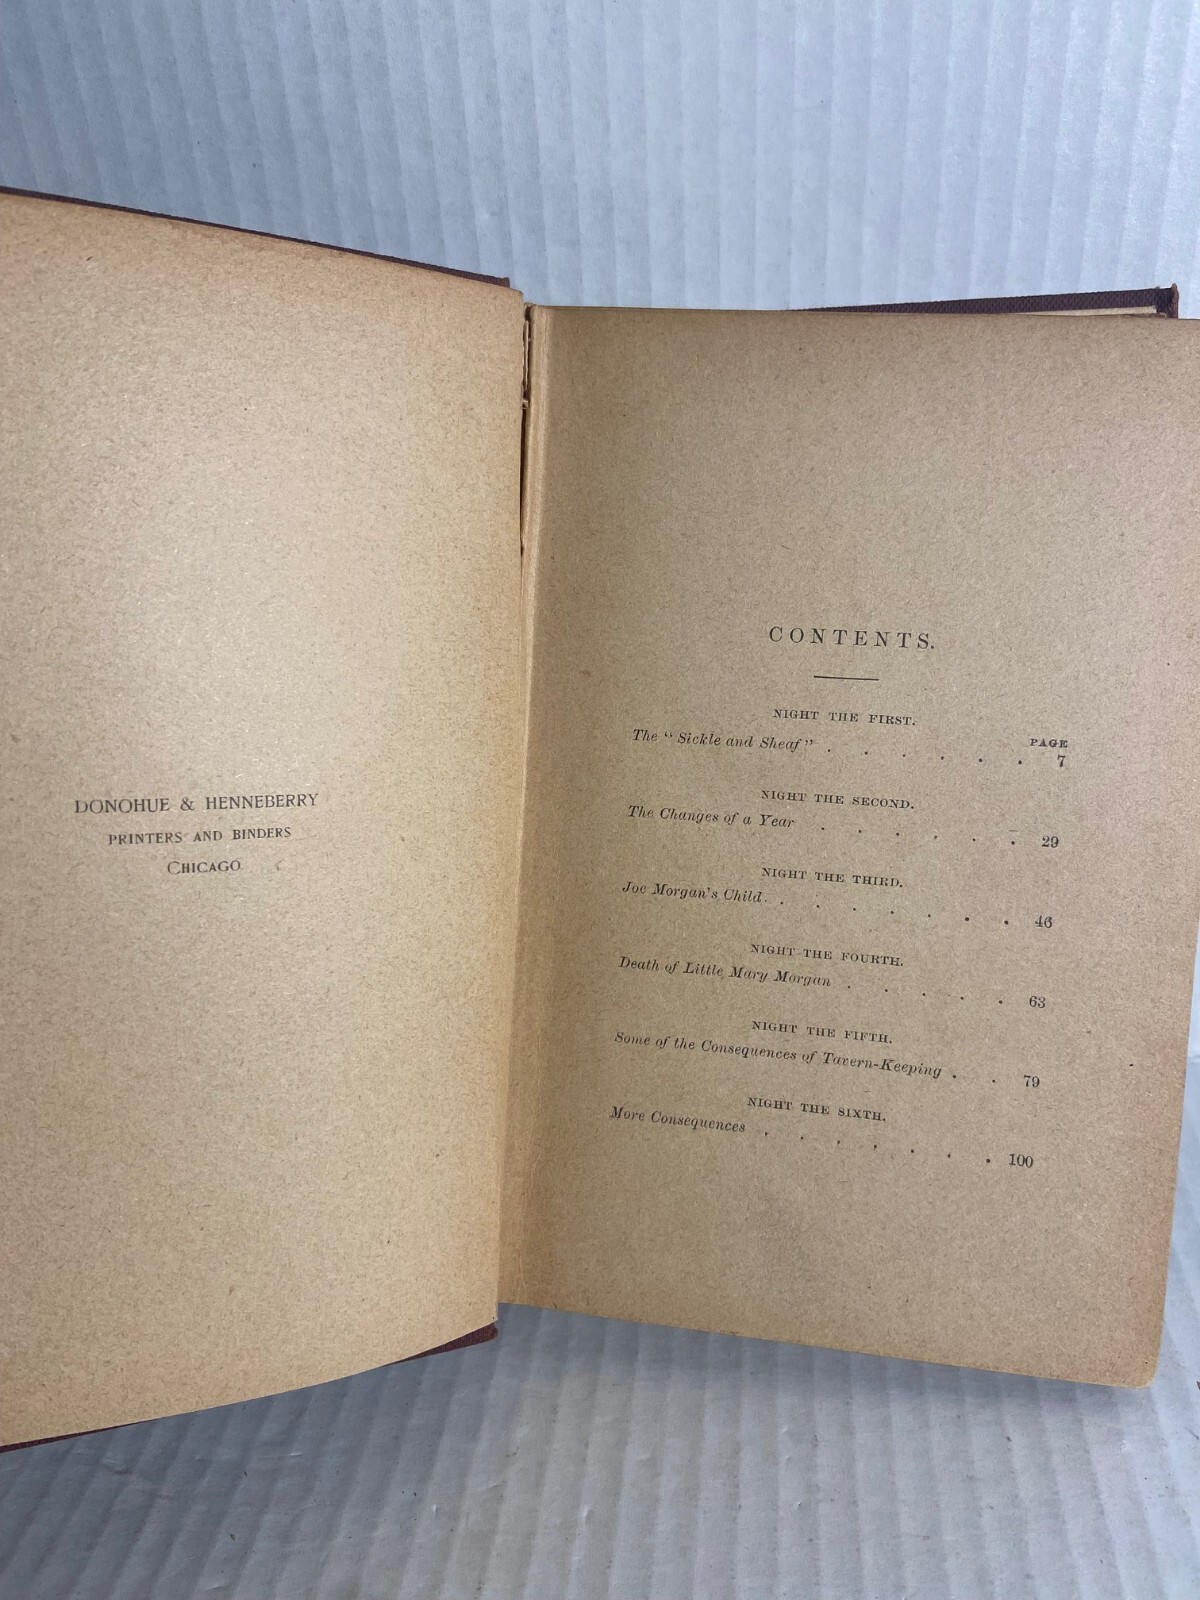 DONOHUE & HENNEBERRY
PRINTERS AND BINDERS
CHICAGO
CONTENTS.
NIGHT THE FIRST.
PAGE
The "Sickle and Sheaf" . . . . . . 7
NIGHT THE SECOND.
The Changes of a Year . . . . . . 29
NIGHT THE THIRD.
Joe Morgan's Child . . . . . . . 46
NIGHT THE FOURTH.
Death of Little Mary Morgan . . . . . 63
NIGHT THE FIFTH.
Some of the Consequences of Tavern-Keeping . . 79
NIGHT THE SIXTH.
More Consequences . . . . . . . 100